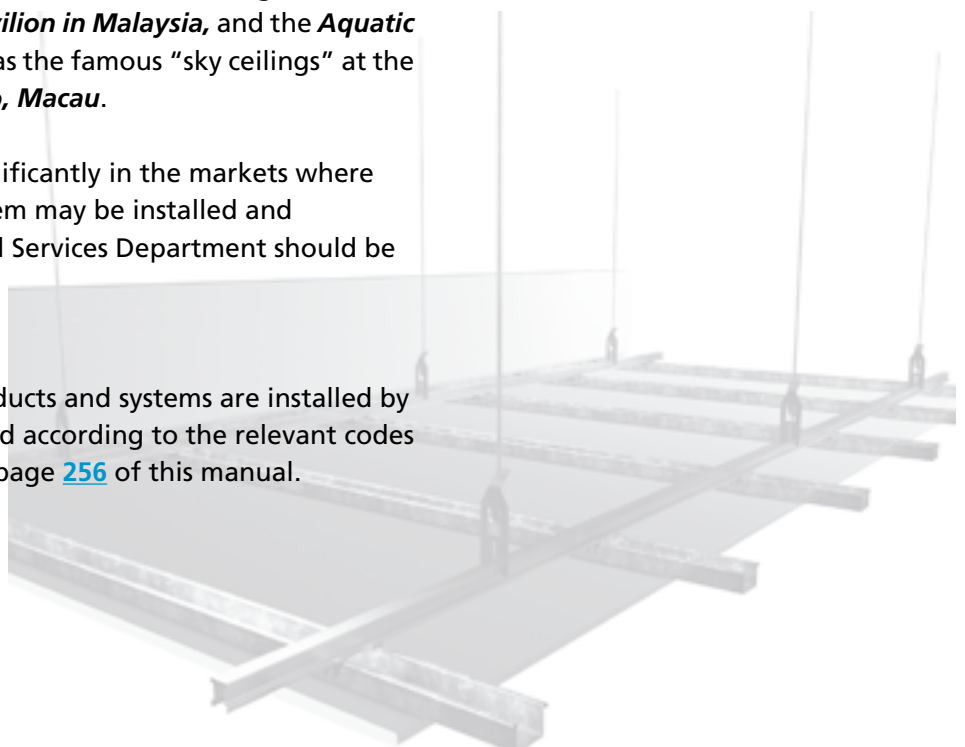 ilion in Malaysia, and the Aquatic
as the famous “sky ceilings” at the
, Macau.
ificantly in the markets where
em may be installed and
Services Department should be
ducts and systems are installed by
d according to the relevant codes
page 256 of this manual.